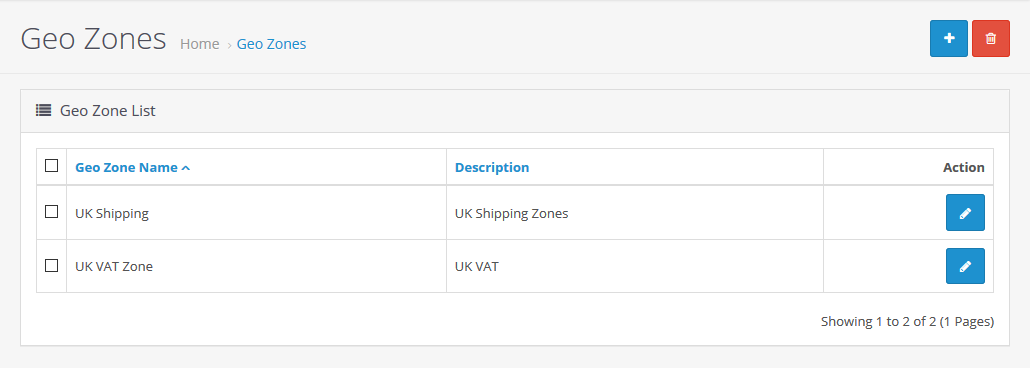 Geo Zones Home › Geo Zones
Geo Zone List
Geo Zone Name Description Action
UK Shipping UK Shipping Zones
UK VAT Zone UK VAT
Showing 1 to 2 of 2 (1 Pages)